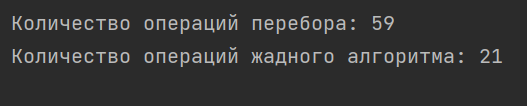 Количество операций перебора: 59
Количество операций жадного алгоритма: 21